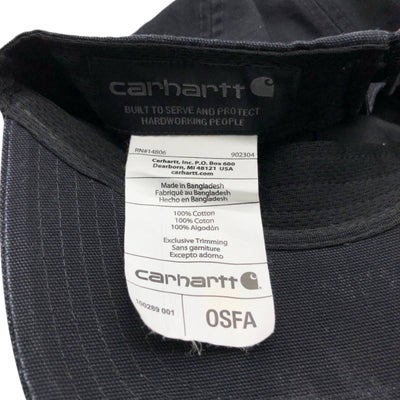 carhartt
BUILT TO SERVE AND PROTECT
HARDWORKING PEOPLE
RN#14806 902304
Carhartt, Inc. P.O. Box 600
Dearborn, MI 48121 USA
carhartt.com
Made in Bangladesh
Fabriqué au Bangladesh
Hecho en Bangladesh
100% Cotton
100% Coton
100% Algodón
Exclusive Trimming
Sans garniture
Excepto adorno
carhartt
100289 001 OSFA